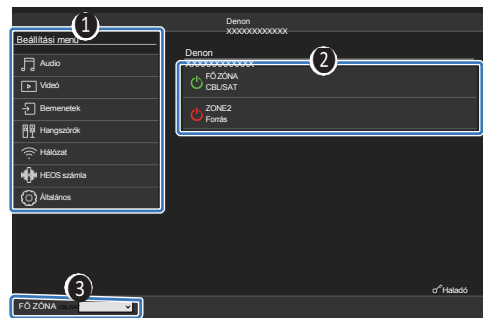 Denon
XXXXXXXXXXXX
1
Beállítási menü
Audio
Videó
Bemenetek
Hangszórók
Hálózat
HEOS számla
Általános
Denon
XXXXXXXXXXXX
2
FŐ ZÓNA
CBL/SAT
ZONE2
Forrás
Haladó
3
FŐ ZÓNA